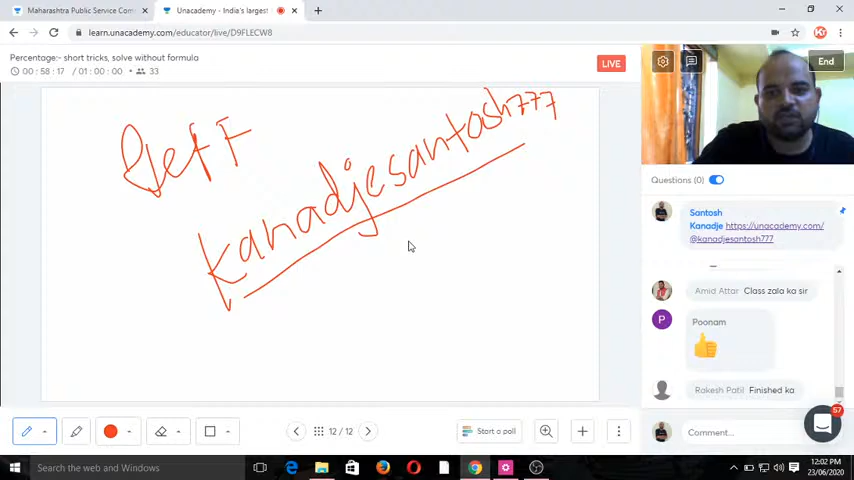 Maharashtra Public Service Com
Unacademy - India's largest
learn.unacademy.com/educator/live/D9FLECW8
Percentage:- short tricks, solve without formula
00 : 58 : 17 / 01 : 00 : 00 33
LIVE
End
kanadjesantosh777
Questions (0)
Santosh
Kanadje https://unacademy.com/
@kanadjesantosh777
Amid Attar Class zala ka sir
P Poonam
Rakesh Patil Finished ka
57
12 / 12
Start a poll
Comment...
Search the web and Windows
12:02 PM
23/06/2020